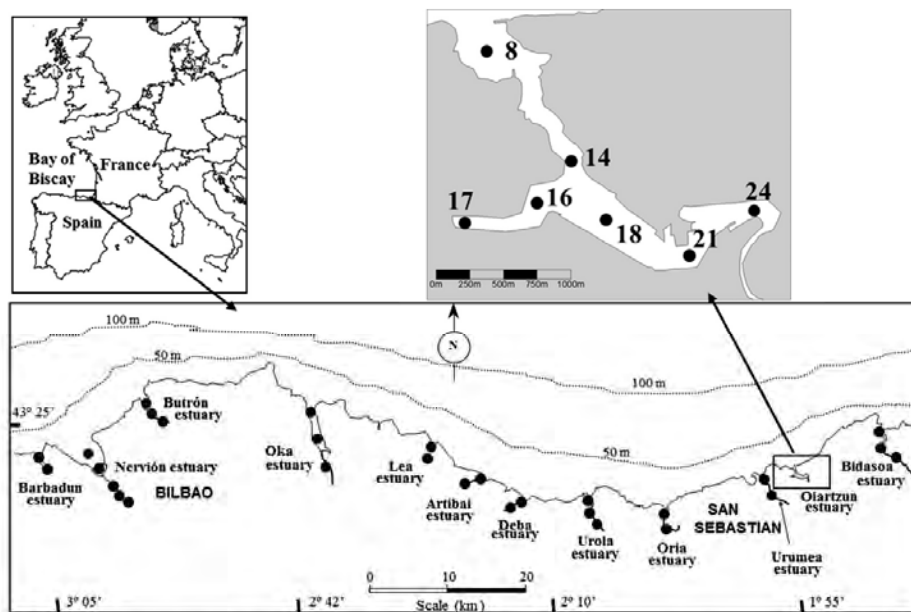 Bay of
Biscay
France
Spain
8
14
16
17
18
21
24
0m 250m 500m 750m 1000m
100 m
50 m
N
100 m
50 m
43° 25'
Butrón
estuary
Nervión estuary
BILBAO
Barbadun
estuary
Oka
estuary
Lea
estuary
Artibai
estuary
Deba
estuary
Urola
estuary
Oria
estuary
SAN
SEBASTIAN
Urumea
estuary
Oiartzun
estuary
Bidasoa
estuary
0 10 20
Scale (km)
3° 05' 2° 42' 2° 10' 1° 55'